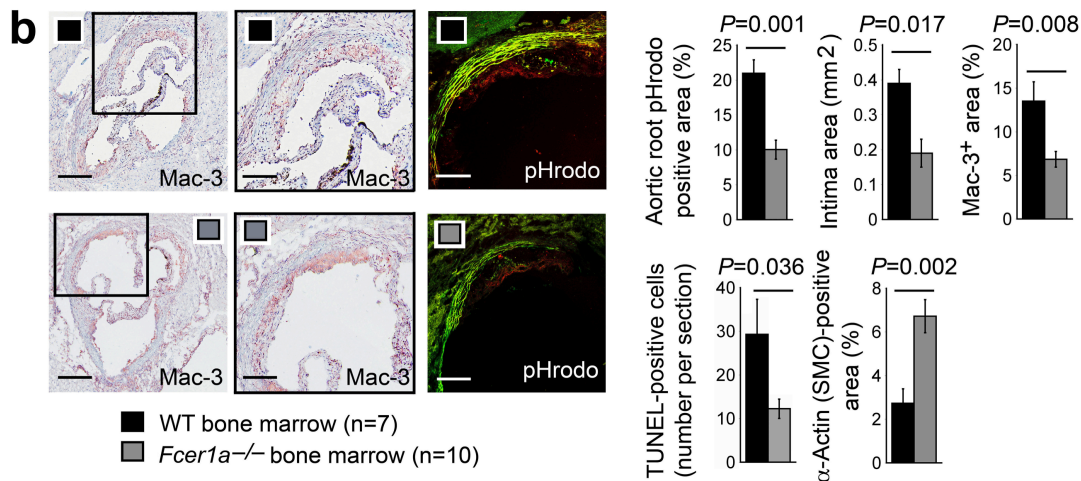 b
Mac-3
Mac-3
pHrodo
Mac-3
Mac-3
pHrodo
WT bone marrow (n=7)
Fcer1a–/– bone marrow (n=10)
P=0.001
Aortic root pHrodo
positive area (%)
25
20
15
10
5
0
P=0.017
Intima area (mm 2)
0.5
0.4
0.3
0.2
0.1
0
P=0.008
Mac-3+ area (%)
20
15
10
5
0
P=0.036
TUNEL-positive cells
(number per section)
40
30
20
10
0
P=0.002
α-Actin (SMC)-positive
area (%)
8
6
4
2
0